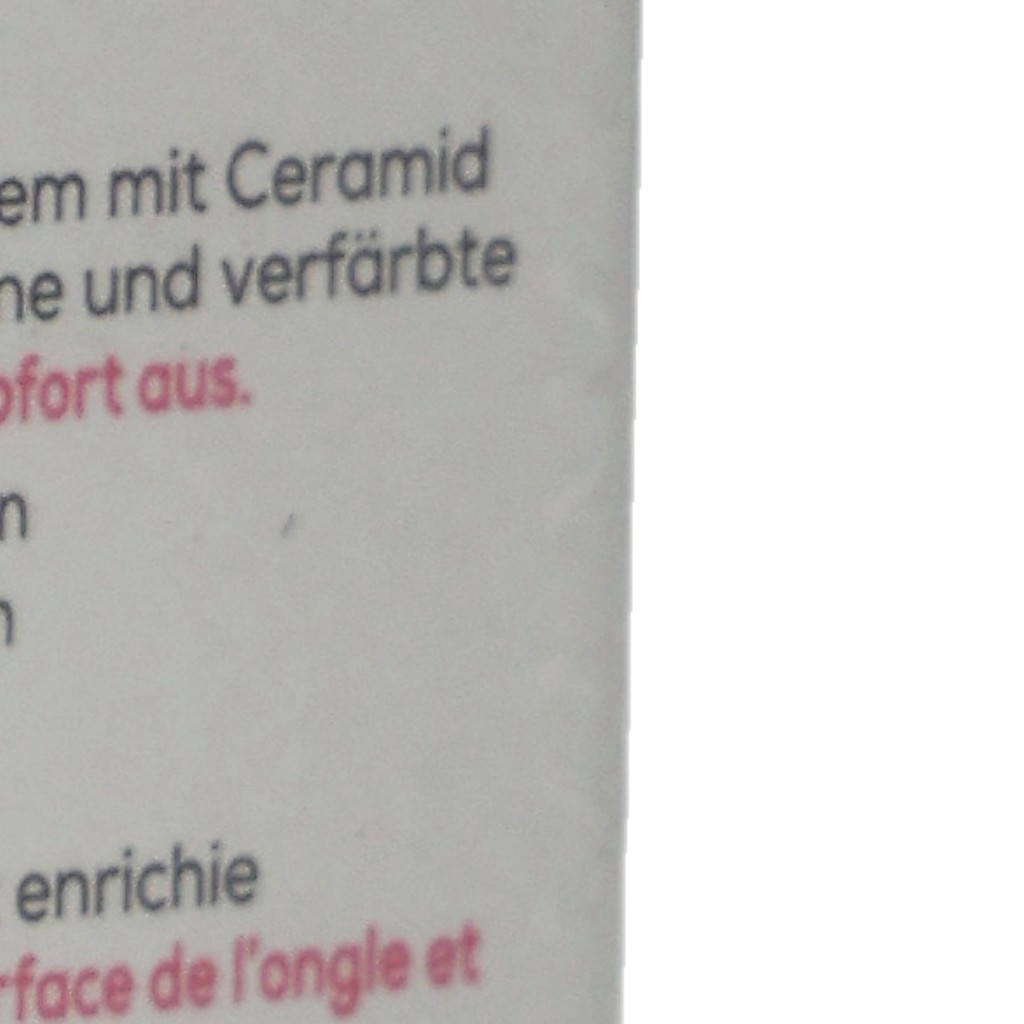 em mit Ceramid
ne und verfärbte
ofort aus.
n
n
enrichie
rface de l'ongle et